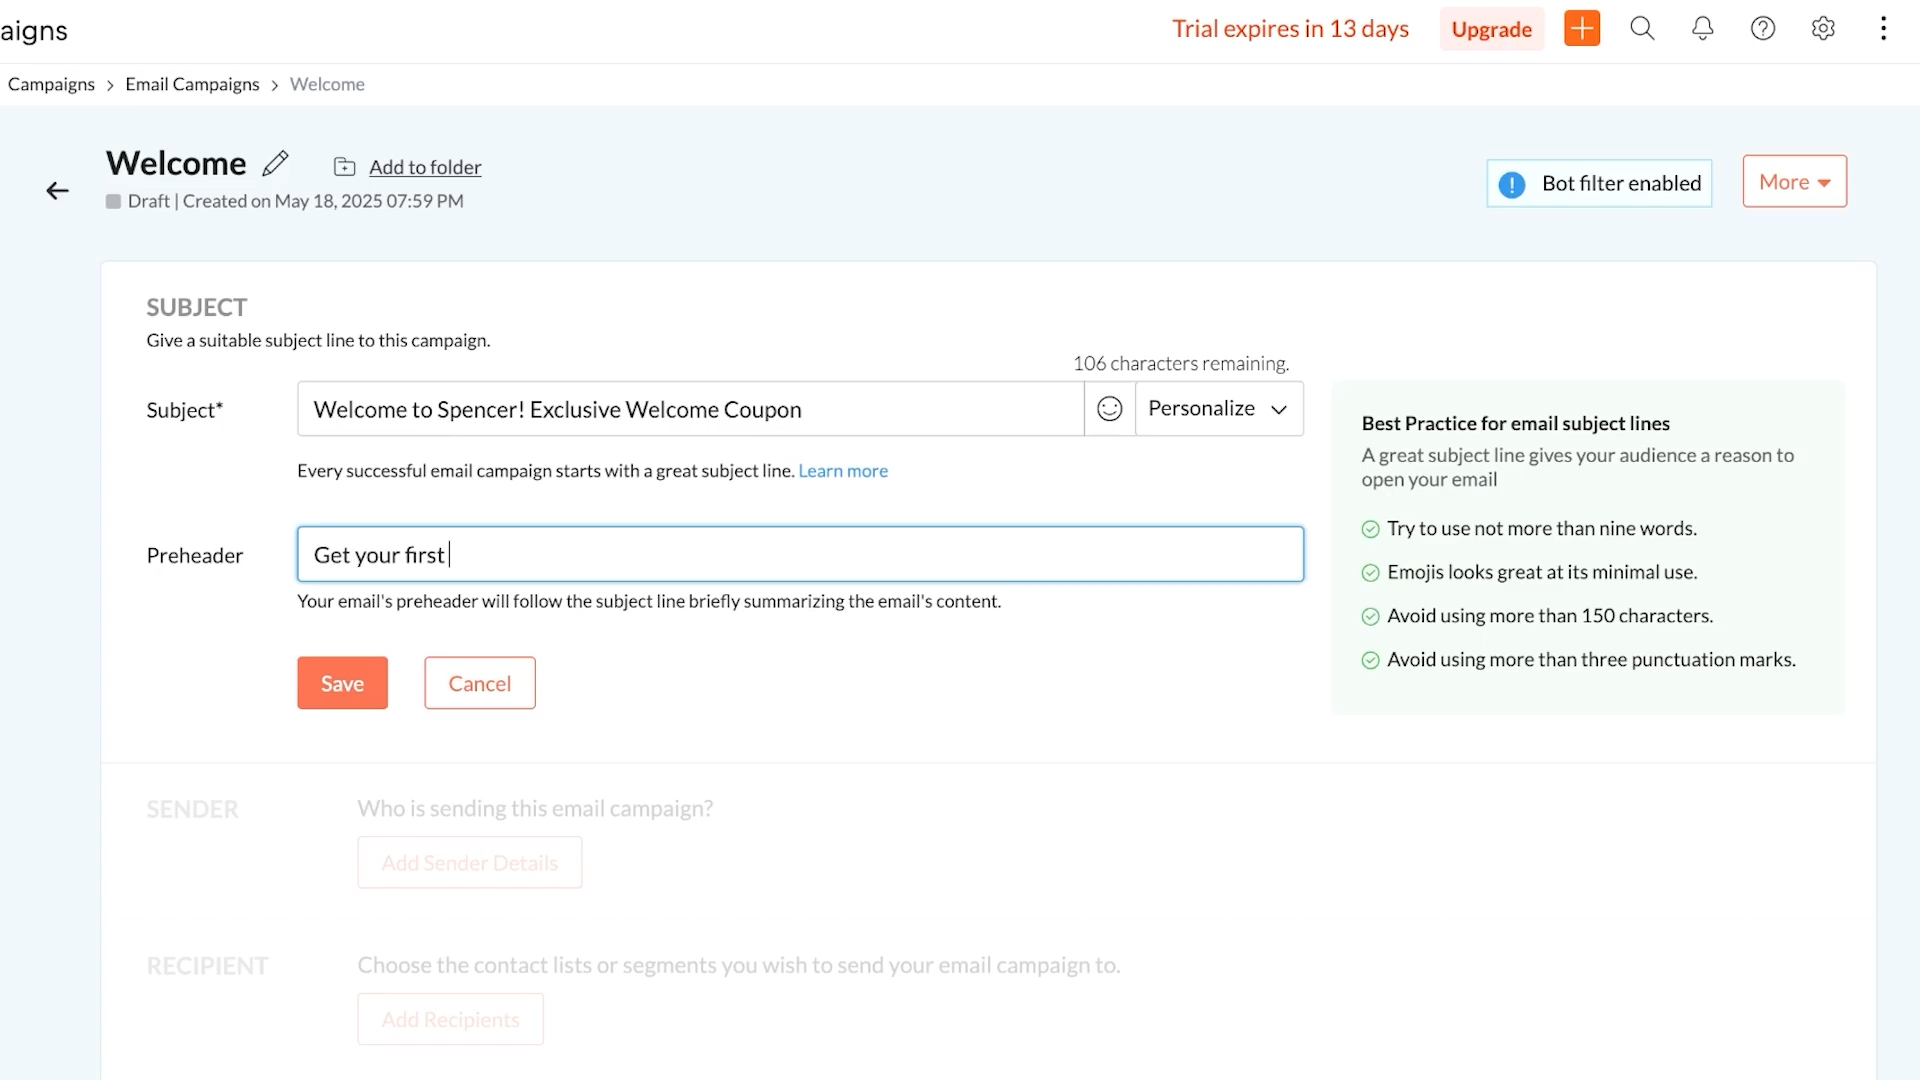 aigns
Trial expires in 13 days
Upgrade
Campaigns > Email Campaigns > Welcome
Welcome
Add to folder
Draft | Created on May 18, 2025 07:59 PM
Bot filter enabled
More
SUBJECT
Give a suitable subject line to this campaign.
106 characters remaining.
Subject*
Welcome to Spencer! Exclusive Welcome Coupon
Personalize
Every successful email campaign starts with a great subject line. Learn more
Preheader
Get your first
Your email's preheader will follow the subject line briefly summarizing the email's content.
Save
Cancel
Best Practice for email subject lines
A great subject line gives your audience a reason to
open your email
Try to use not more than nine words.
Emojis looks great at its minimal use.
Avoid using more than 150 characters.
Avoid using more than three punctuation marks.
SENDER
Who is sending this email campaign?
Add Sender Details
RECIPIENT
Choose the contact lists or segments you wish to send your email campaign to.
Add Recipients